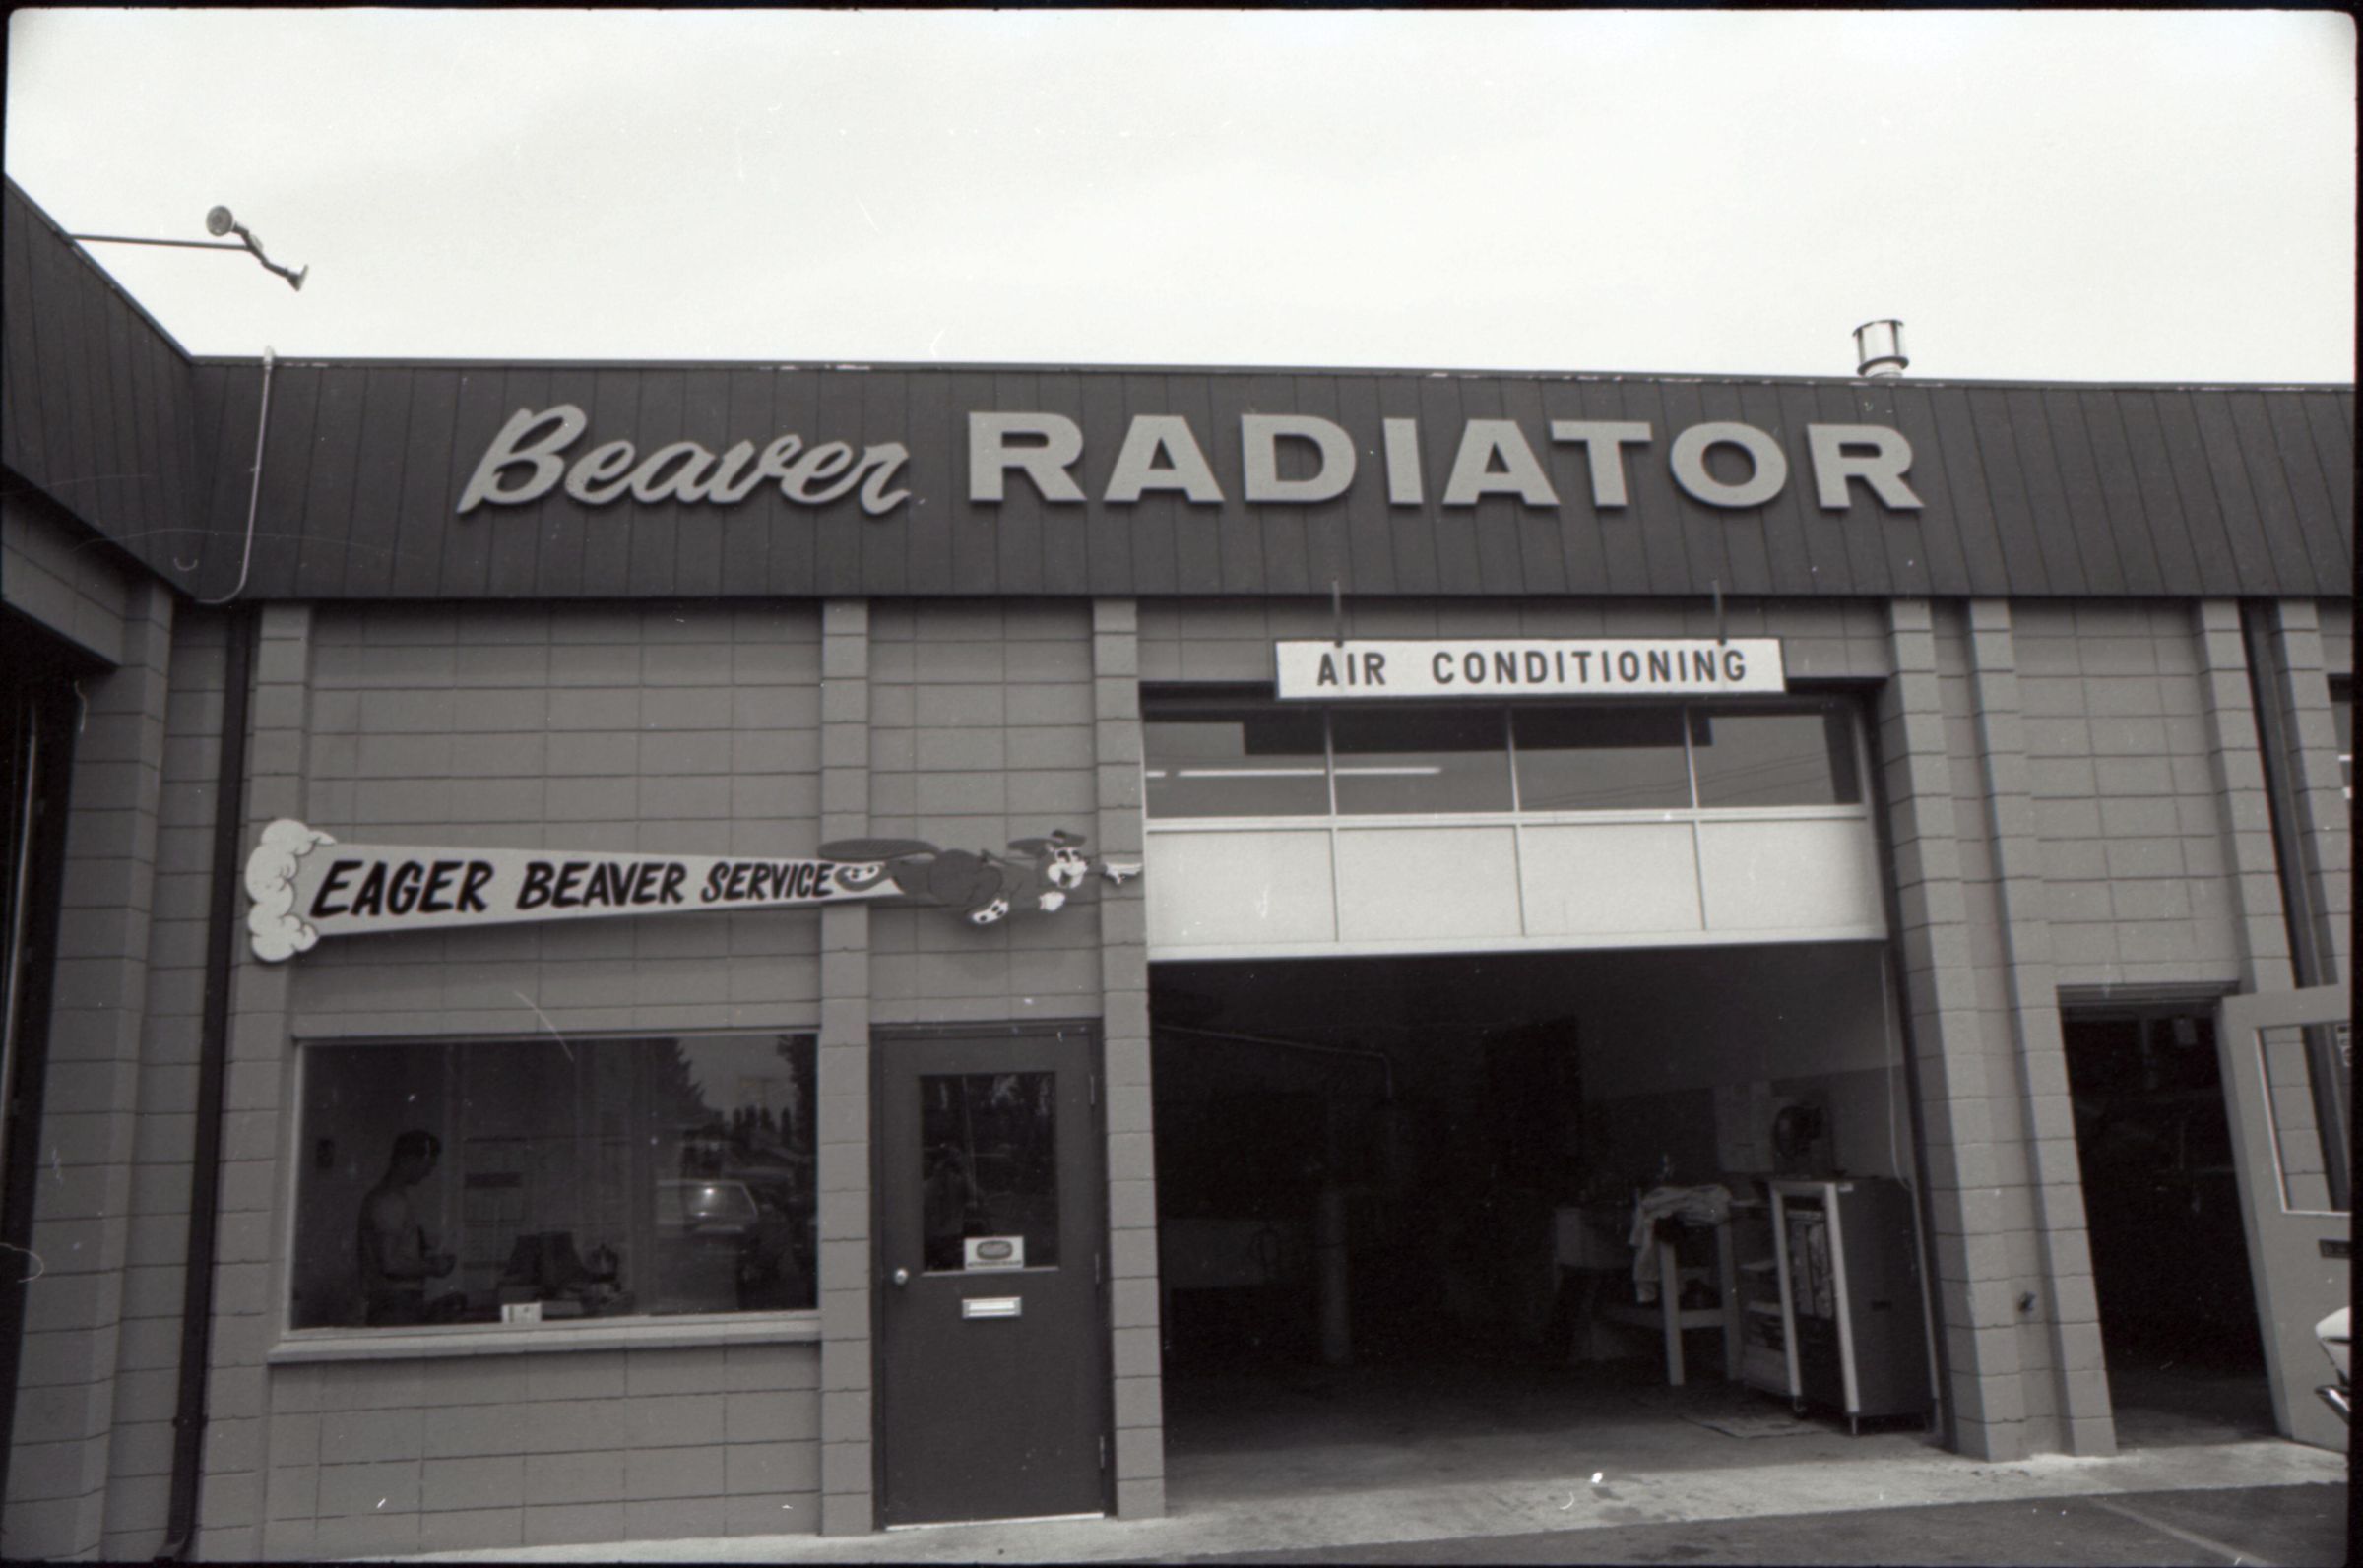 Beaver RADIATOR
AIR CONDITIONING
EAGER BEAVER SERVICE